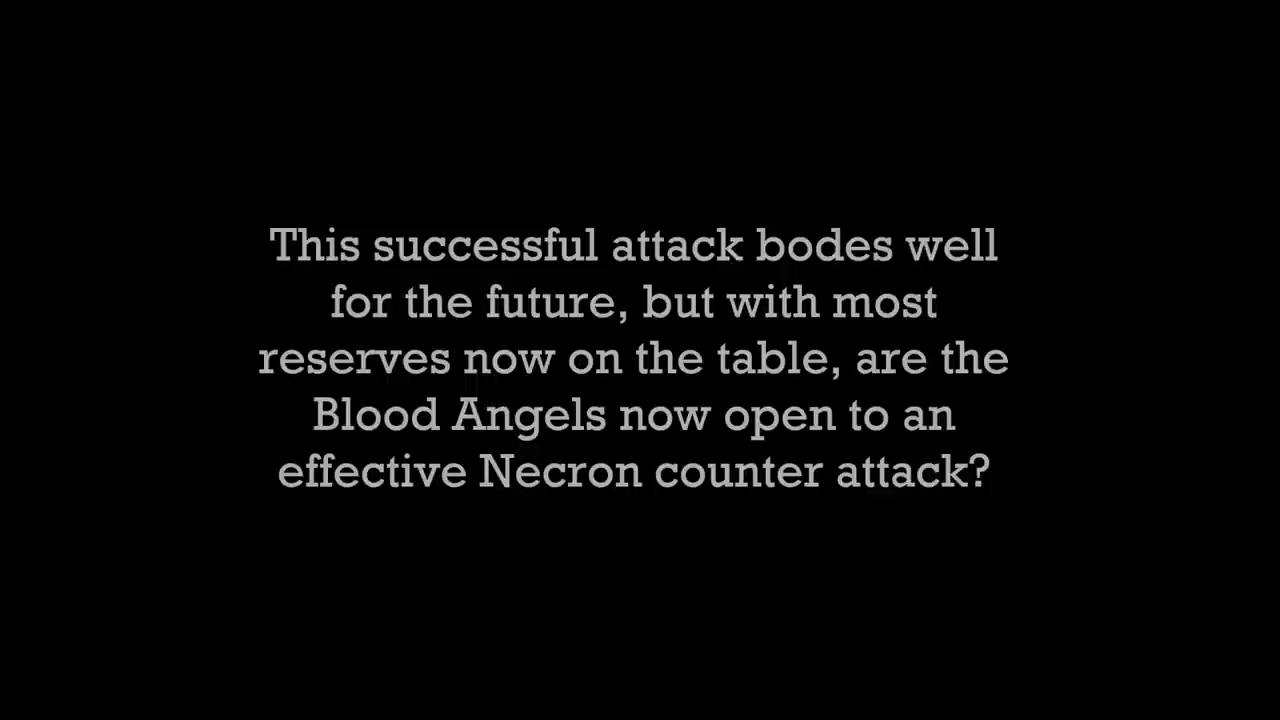 This successful attack bodes well
for the future, but with most
reserves now on the table, are the
Blood Angels now open to an
effective Necron counter attack?